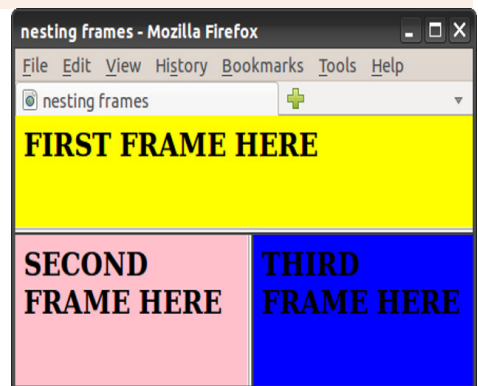 nesting frames - Mozilla Firefox
File Edit View History Bookmarks Tools Help
nesting frames
FIRST FRAME HERE
SECOND
FRAME HERE
THIRD
FRAME HERE